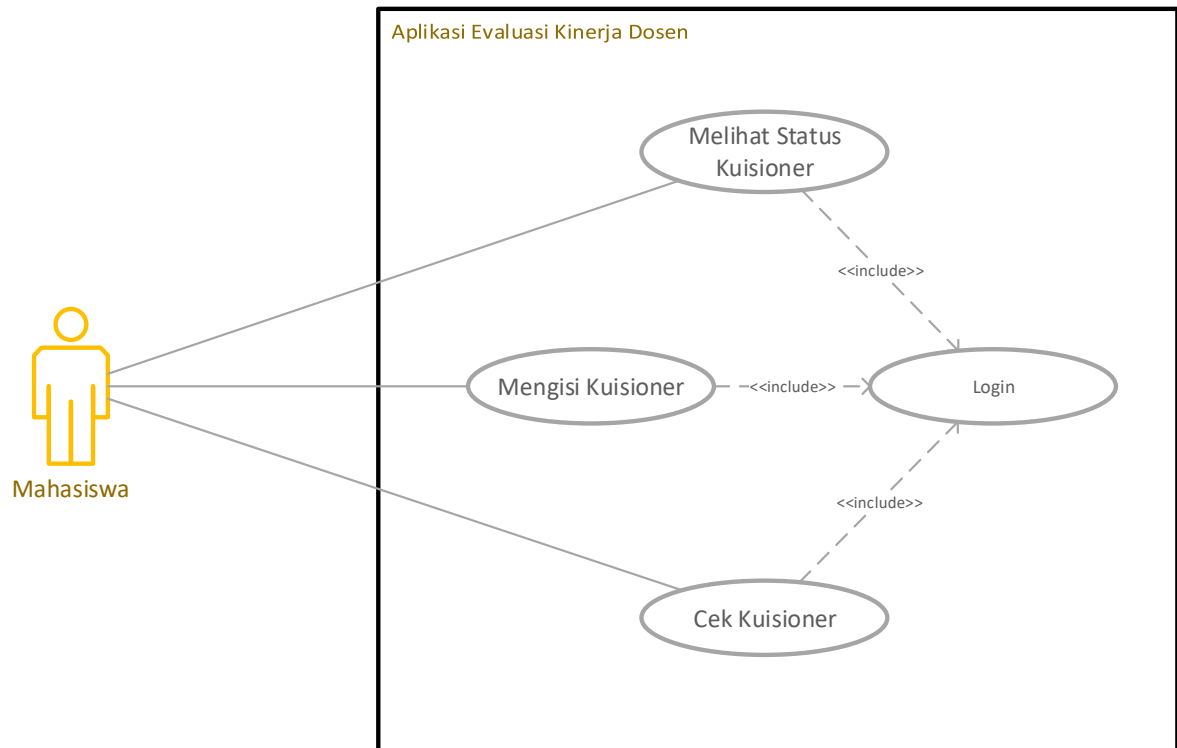 Aplikasi Evaluasi Kinerja Dosen
Melihat Status
Kuisioner
<<include>>
Mengisi Kuisioner
<<include>>
Login
Mahasiswa
<<include>>
Cek Kuisioner